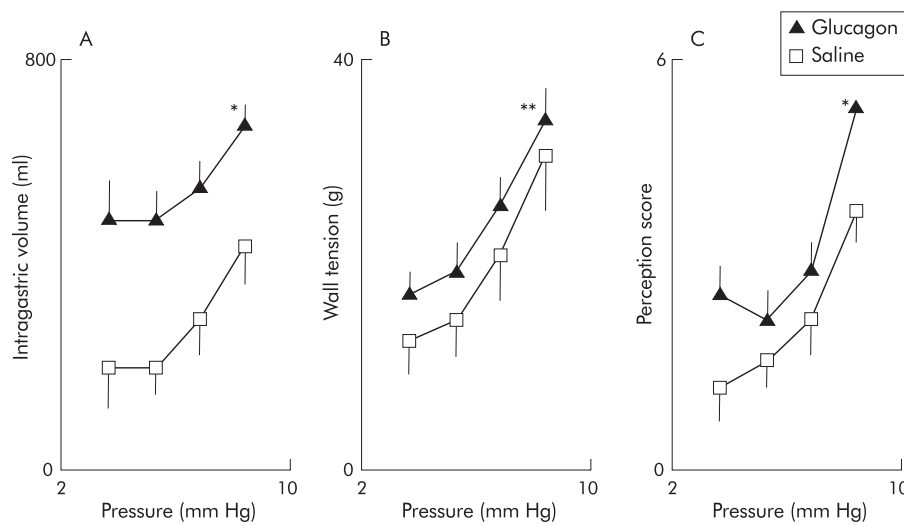 A
800
Intragastric volume (ml)
*
0
2
10
Pressure (mm Hg)
B
40
Wall tension (g)
**
0
2
10
Pressure (mm Hg)
C
6
Perception score
*
6
2
10
Pressure (mm Hg)
Glucagon
Saline